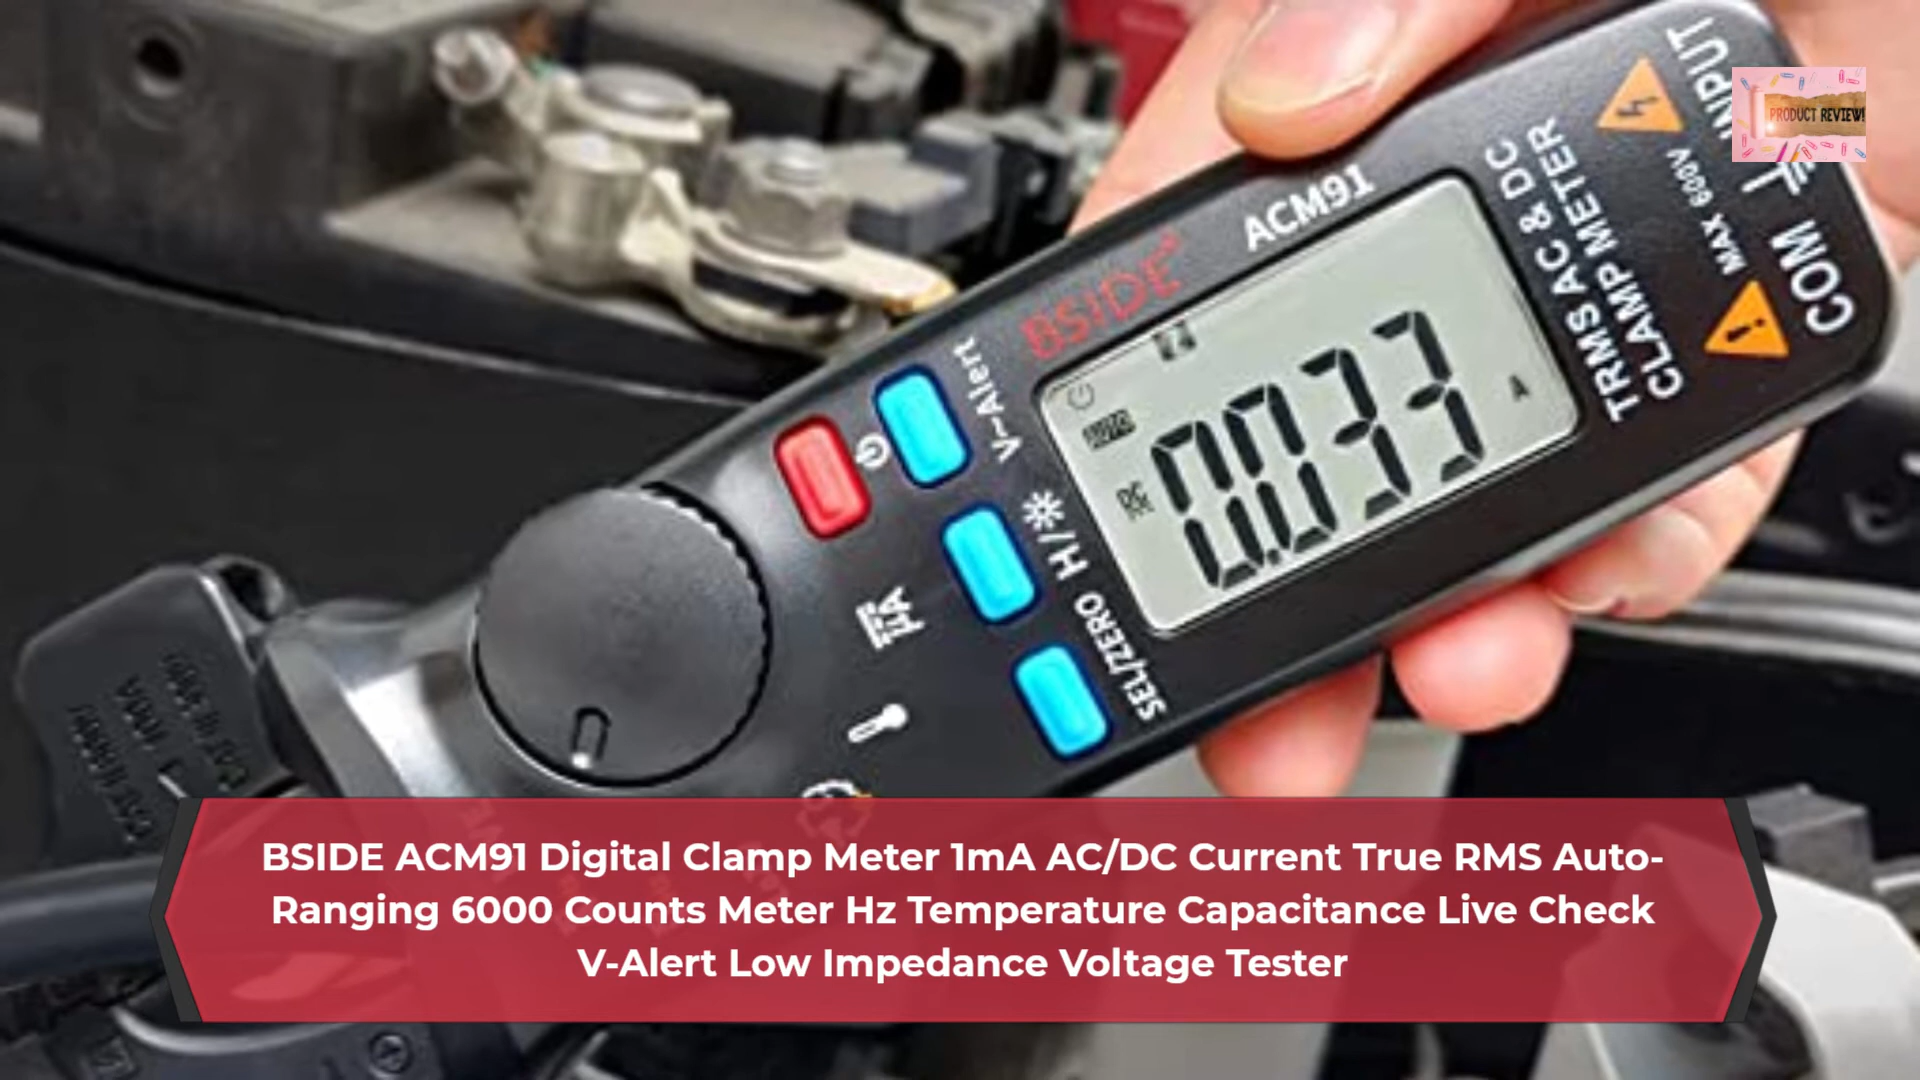 PRODUCT REVIEW!
INPUT
COM
MAX 600V
TRMS AC & DC
CLAMP METER
ACM91
BSIDE
AUTO
0.033
A
V~Alert
H/
SEL/ZERO
μA
BSIDE ACM91 Digital Clamp Meter 1mA AC/DC Current True RMS Auto-
Ranging 6000 Counts Meter Hz Temperature Capacitance Live Check
V-Alert Low Impedance Voltage Tester